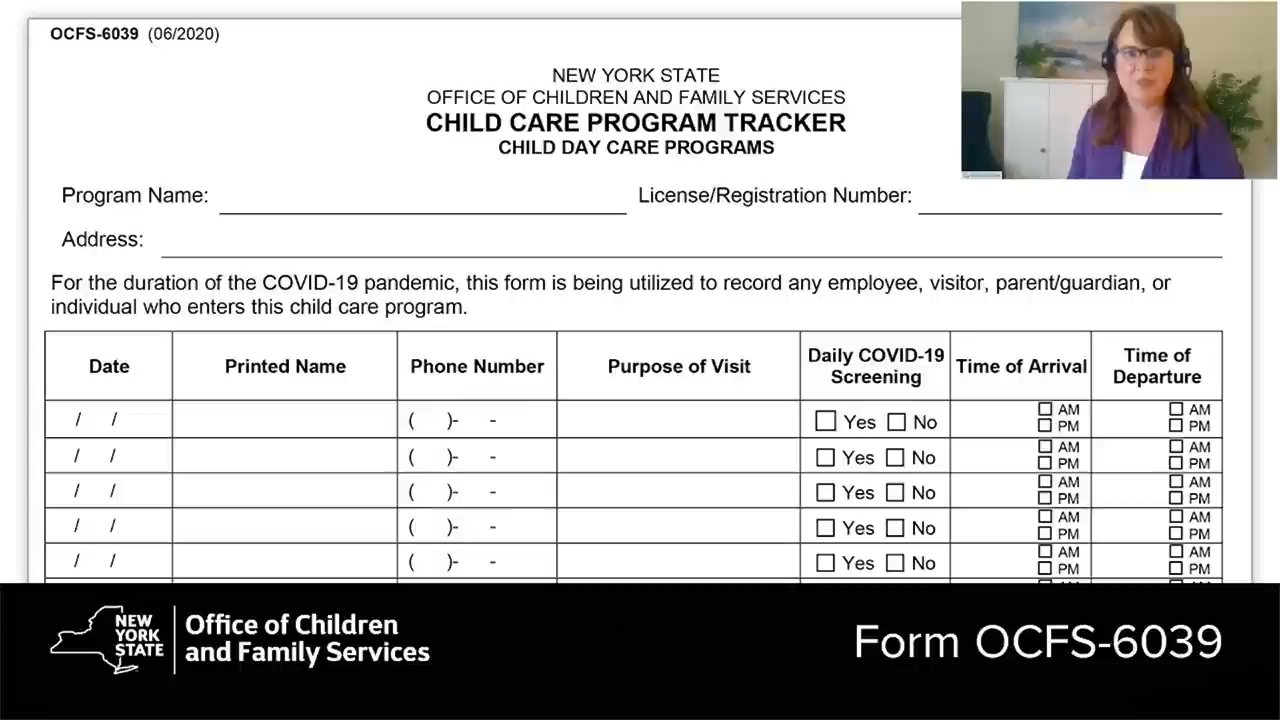 OCFS-6039 (06/2020)
NEW YORK STATE
OFFICE OF CHILDREN AND FAMILY SERVICES
CHILD CARE PROGRAM TRACKER
CHILD DAY CARE PROGRAMS
Program Name: License/Registration Number:
Address:
For the duration of the COVID-19 pandemic, this form is being utilized to record any employee, visitor, parent/guardian, or
individual who enters this child care program.
Date Printed Name Phone Number Purpose of Visit Daily COVID-19 Screening Time of Arrival Time of Departure
/ / ( )- - Yes No AM PM AM PM
/ / ( )- - Yes No AM PM AM PM
/ / ( )- - Yes No AM PM AM PM
/ / ( )- - Yes No AM PM AM PM
/ / ( )- - Yes No AM PM AM PM
NEW YORK STATE
Office of Children
and Family Services
Form OCFS-6039